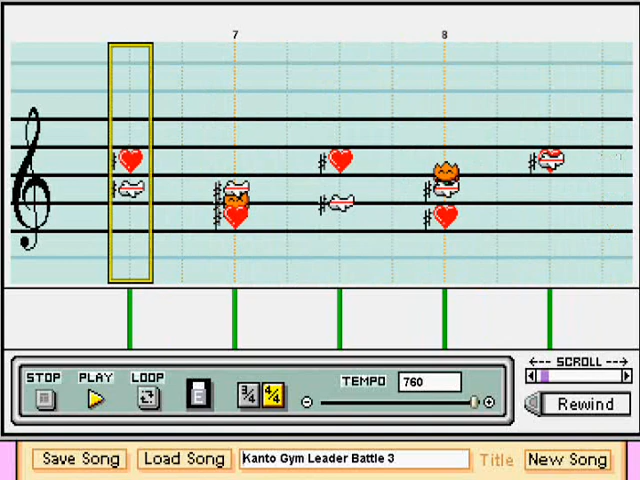 7 8
STOP PLAY LOOP
E
3/4 4/4
TEMPO 760
<-- SCROLL -->
Rewind
Save Song Load Song Kanto Gym Leader Battle 3 Title New Song